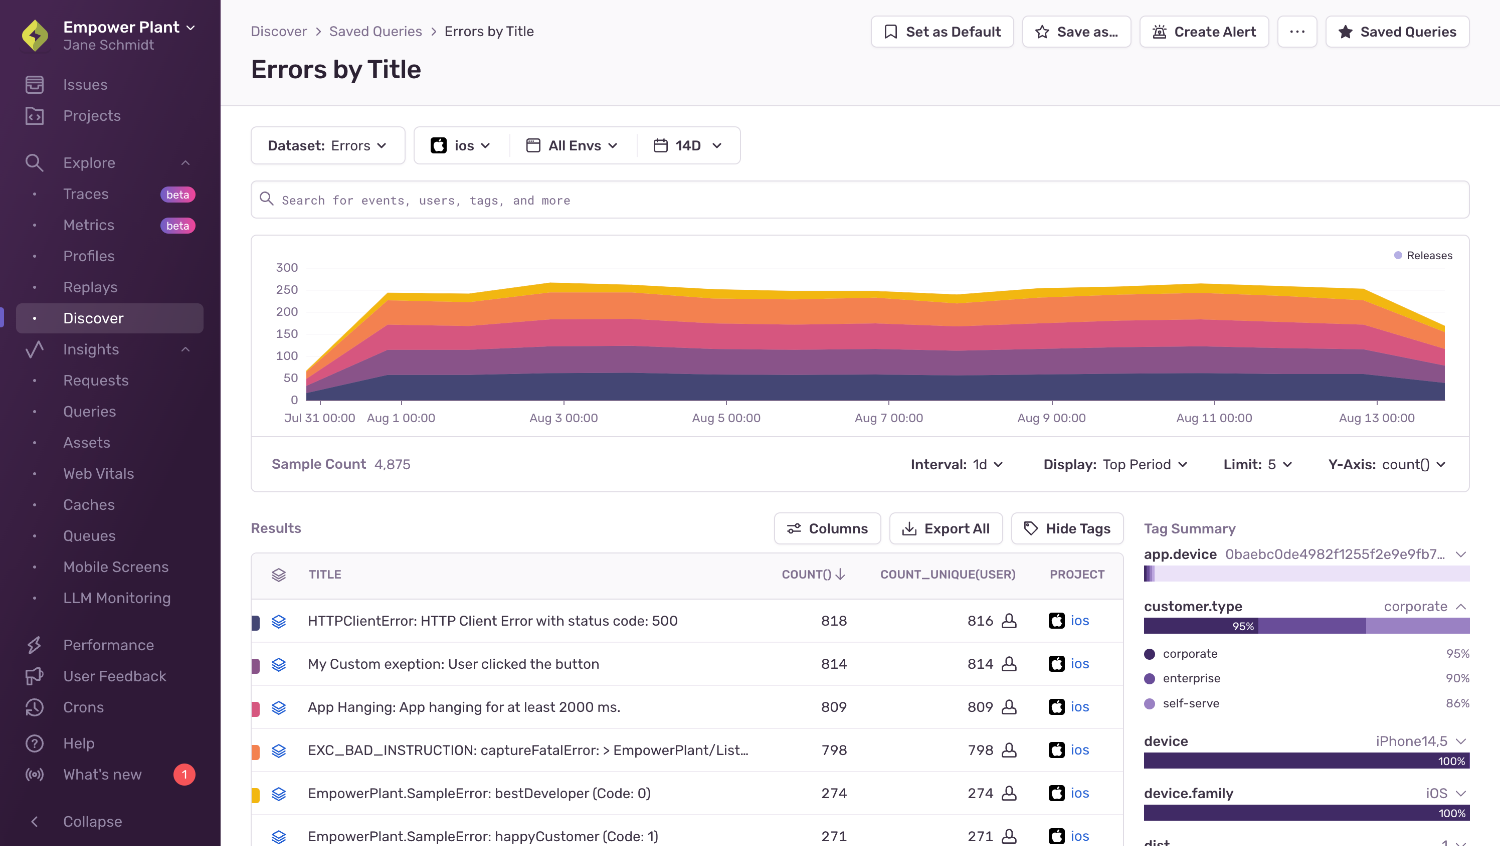 Empower Plant
Jane Schmidt
Issues
Projects
Explore
Traces beta
Metrics beta
Profiles
Replays
Discover
Insights
Requests
Queries
Assets
Web Vitals
Caches
Queues
Mobile Screens
LLM Monitoring
Performance
User Feedback
Crons
Help
What's new 1
Collapse
Discover > Saved Queries > Errors by Title
Errors by Title
Set as Default
Save as...
Create Alert
...
Saved Queries
Dataset: Errors
ios
All Envs
14D
Search for events, users, tags, and more
Releases
300
250
200
150
100
50
0
Jul 31 00:00 Aug 1 00:00 Aug 3 00:00 Aug 5 00:00 Aug 7 00:00 Aug 9 00:00 Aug 11 00:00 Aug 13 00:00
Sample Count 4,875
Interval: 1d
Display: Top Period
Limit: 5
Y-Axis: count()
Results
Columns
Export All
Hide Tags
TITLE COUNT() COUNT_UNIQUE(USER) PROJECT
HTTPClientError: HTTP Client Error with status code: 500 818 816 ios
My Custom exeption: User clicked the button 814 814 ios
App Hanging: App hanging for at least 2000 ms. 809 809 ios
EXC_BAD_INSTRUCTION: captureFatalError: > EmpowerPlant/List... 798 798 ios
EmpowerPlant.SampleError: bestDeveloper (Code: 0) 274 274 ios
EmpowerPlant.SampleError: happyCustomer (Code: 1) 271 271 ios
Tag Summary
app.device 0baebc0de4982f1255f2e9e9fb7...
customer.type corporate
95%
corporate 95%
enterprise 90%
self-serve 86%
device iPhone14,5
100%
device.family iOS
100%
dist 1